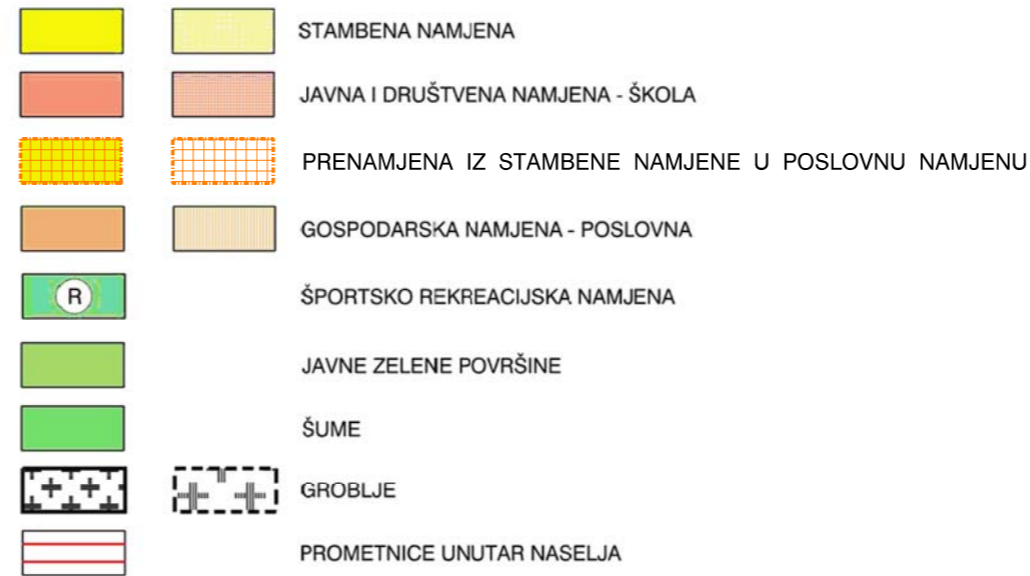 STAMBENA NAMJENA
JAVNA I DRUŠTVENA NAMJENA - ŠKOLA
PRENAMJENA IZ STAMBENE NAMJENE U POSLOVNU NAMJENU
GOSPODARSKA NAMJENA - POSLOVNA
R ŠPORTSKO REKREACIJSKA NAMJENA
JAVNE ZELENE POVRŠINE
ŠUME
GROBLJE
PROMETNICE UNUTAR NASELJA